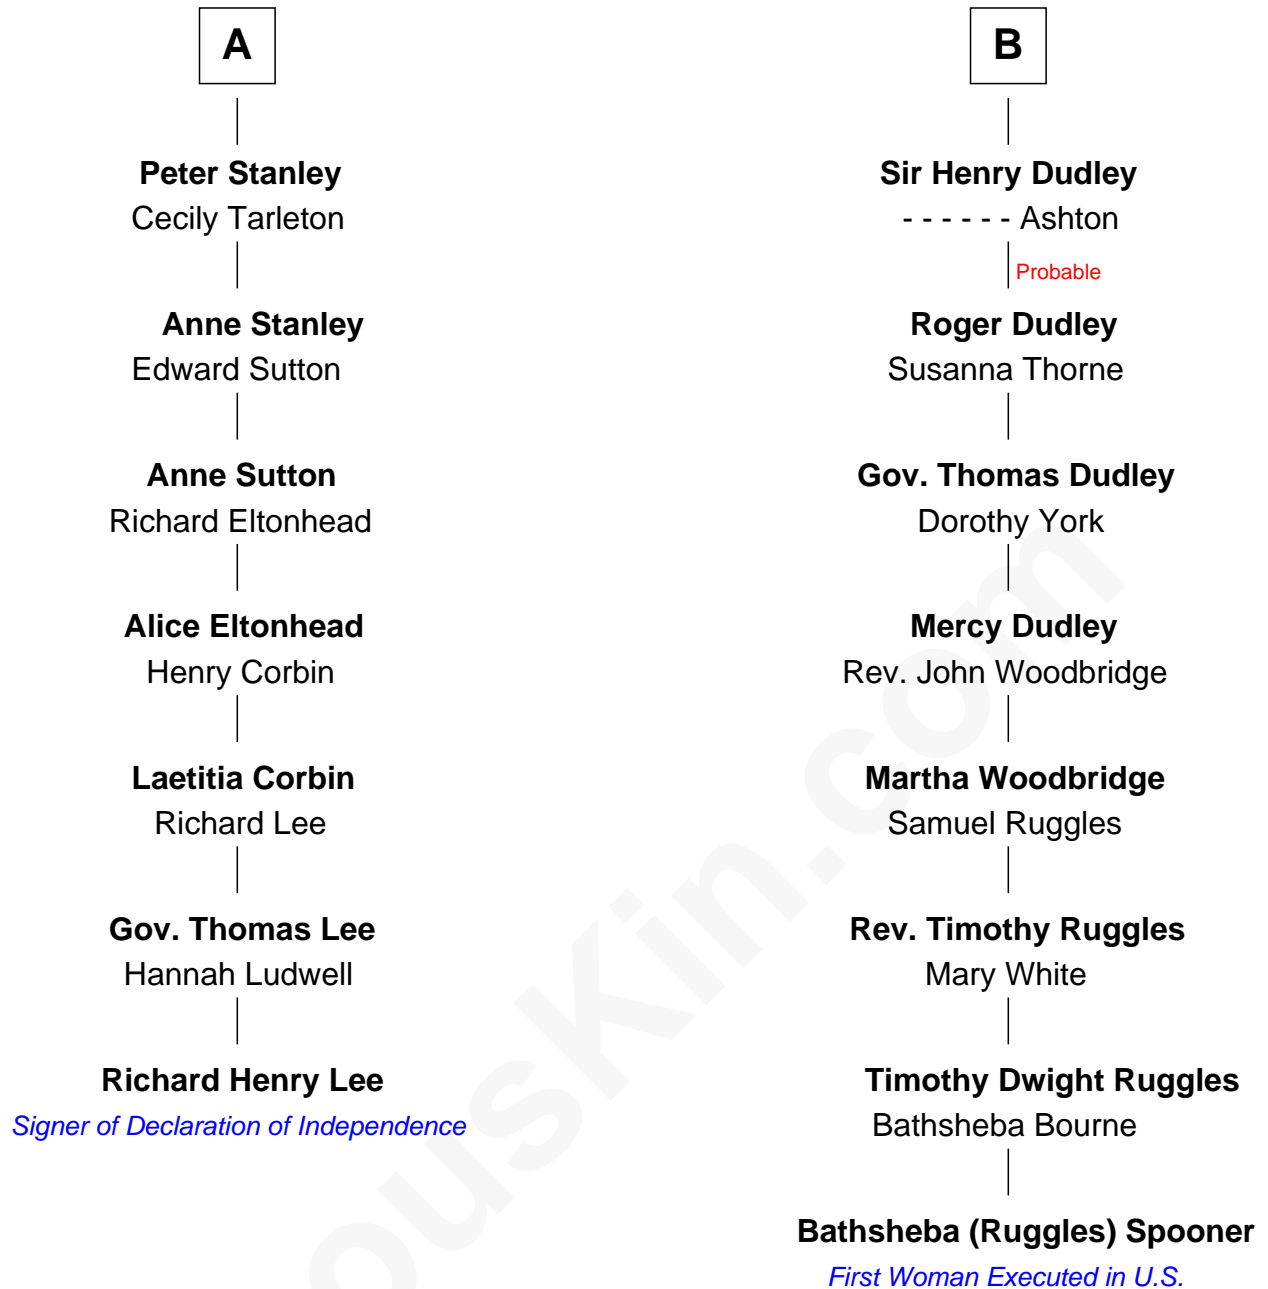 A
Peter Stanley
Cecily Tarleton
Anne Stanley
Edward Sutton
Anne Sutton
Richard Eltonhead
Alice Eltonhead
Henry Corbin
Laetitia Corbin
Richard Lee
Gov. Thomas Lee
Hannah Ludwell
Richard Henry Lee
Signer of Declaration of Independence
B
Sir Henry Dudley
- - - - - - Ashton
Probable
Roger Dudley
Susanna Thorne
Gov. Thomas Dudley
Dorothy York
Mercy Dudley
Rev. John Woodbridge
Martha Woodbridge
Samuel Ruggles
Rev. Timothy Ruggles
Mary White
Timothy Dwight Ruggles
Bathsheba Bourne
Bathsheba (Ruggles) Spooner
First Woman Executed in U.S.
ousKin.com